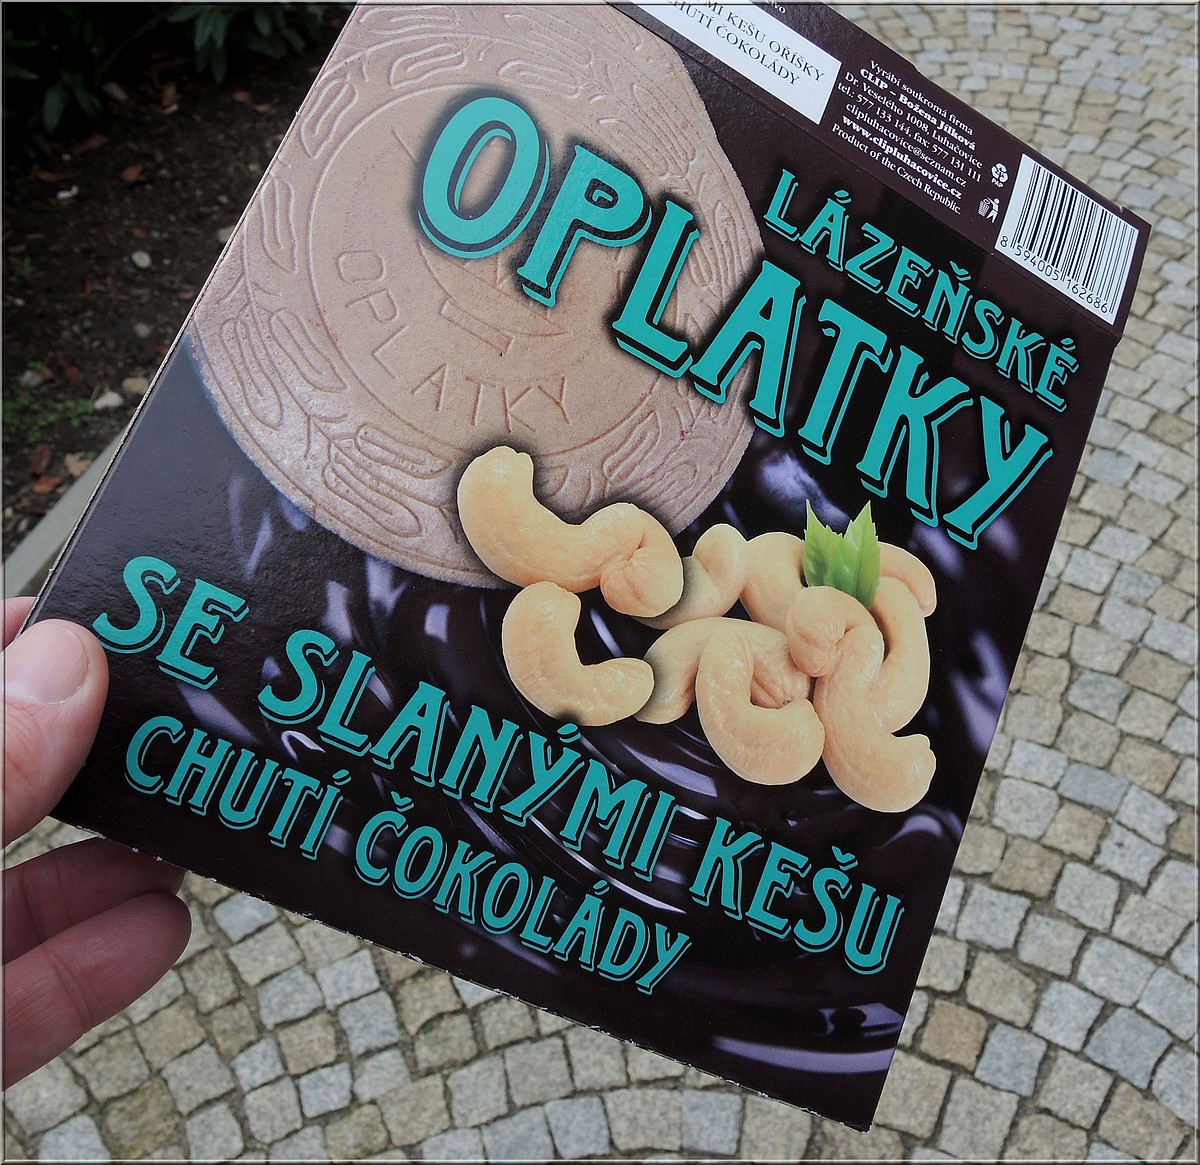 KEŠU OŘÍŠKY
CHUTÍ ČOKOLÁDY
Vyrábí soukromá firma
CLIP – Božena Jílková
Dr. Veselého 1008, Luhačovice
tel.: 577 133 144, fax: 577 131 111
clipluhacovice@seznam.cz
www.clipluhacovice.cz
Product of the Czech Republic
PAP
8 594005 162686
LÁZEŇSKÉ
OPLATKY
OPLATKY
SE SLANÝMI KEŠU
CHUTÍ ČOKOLÁDY